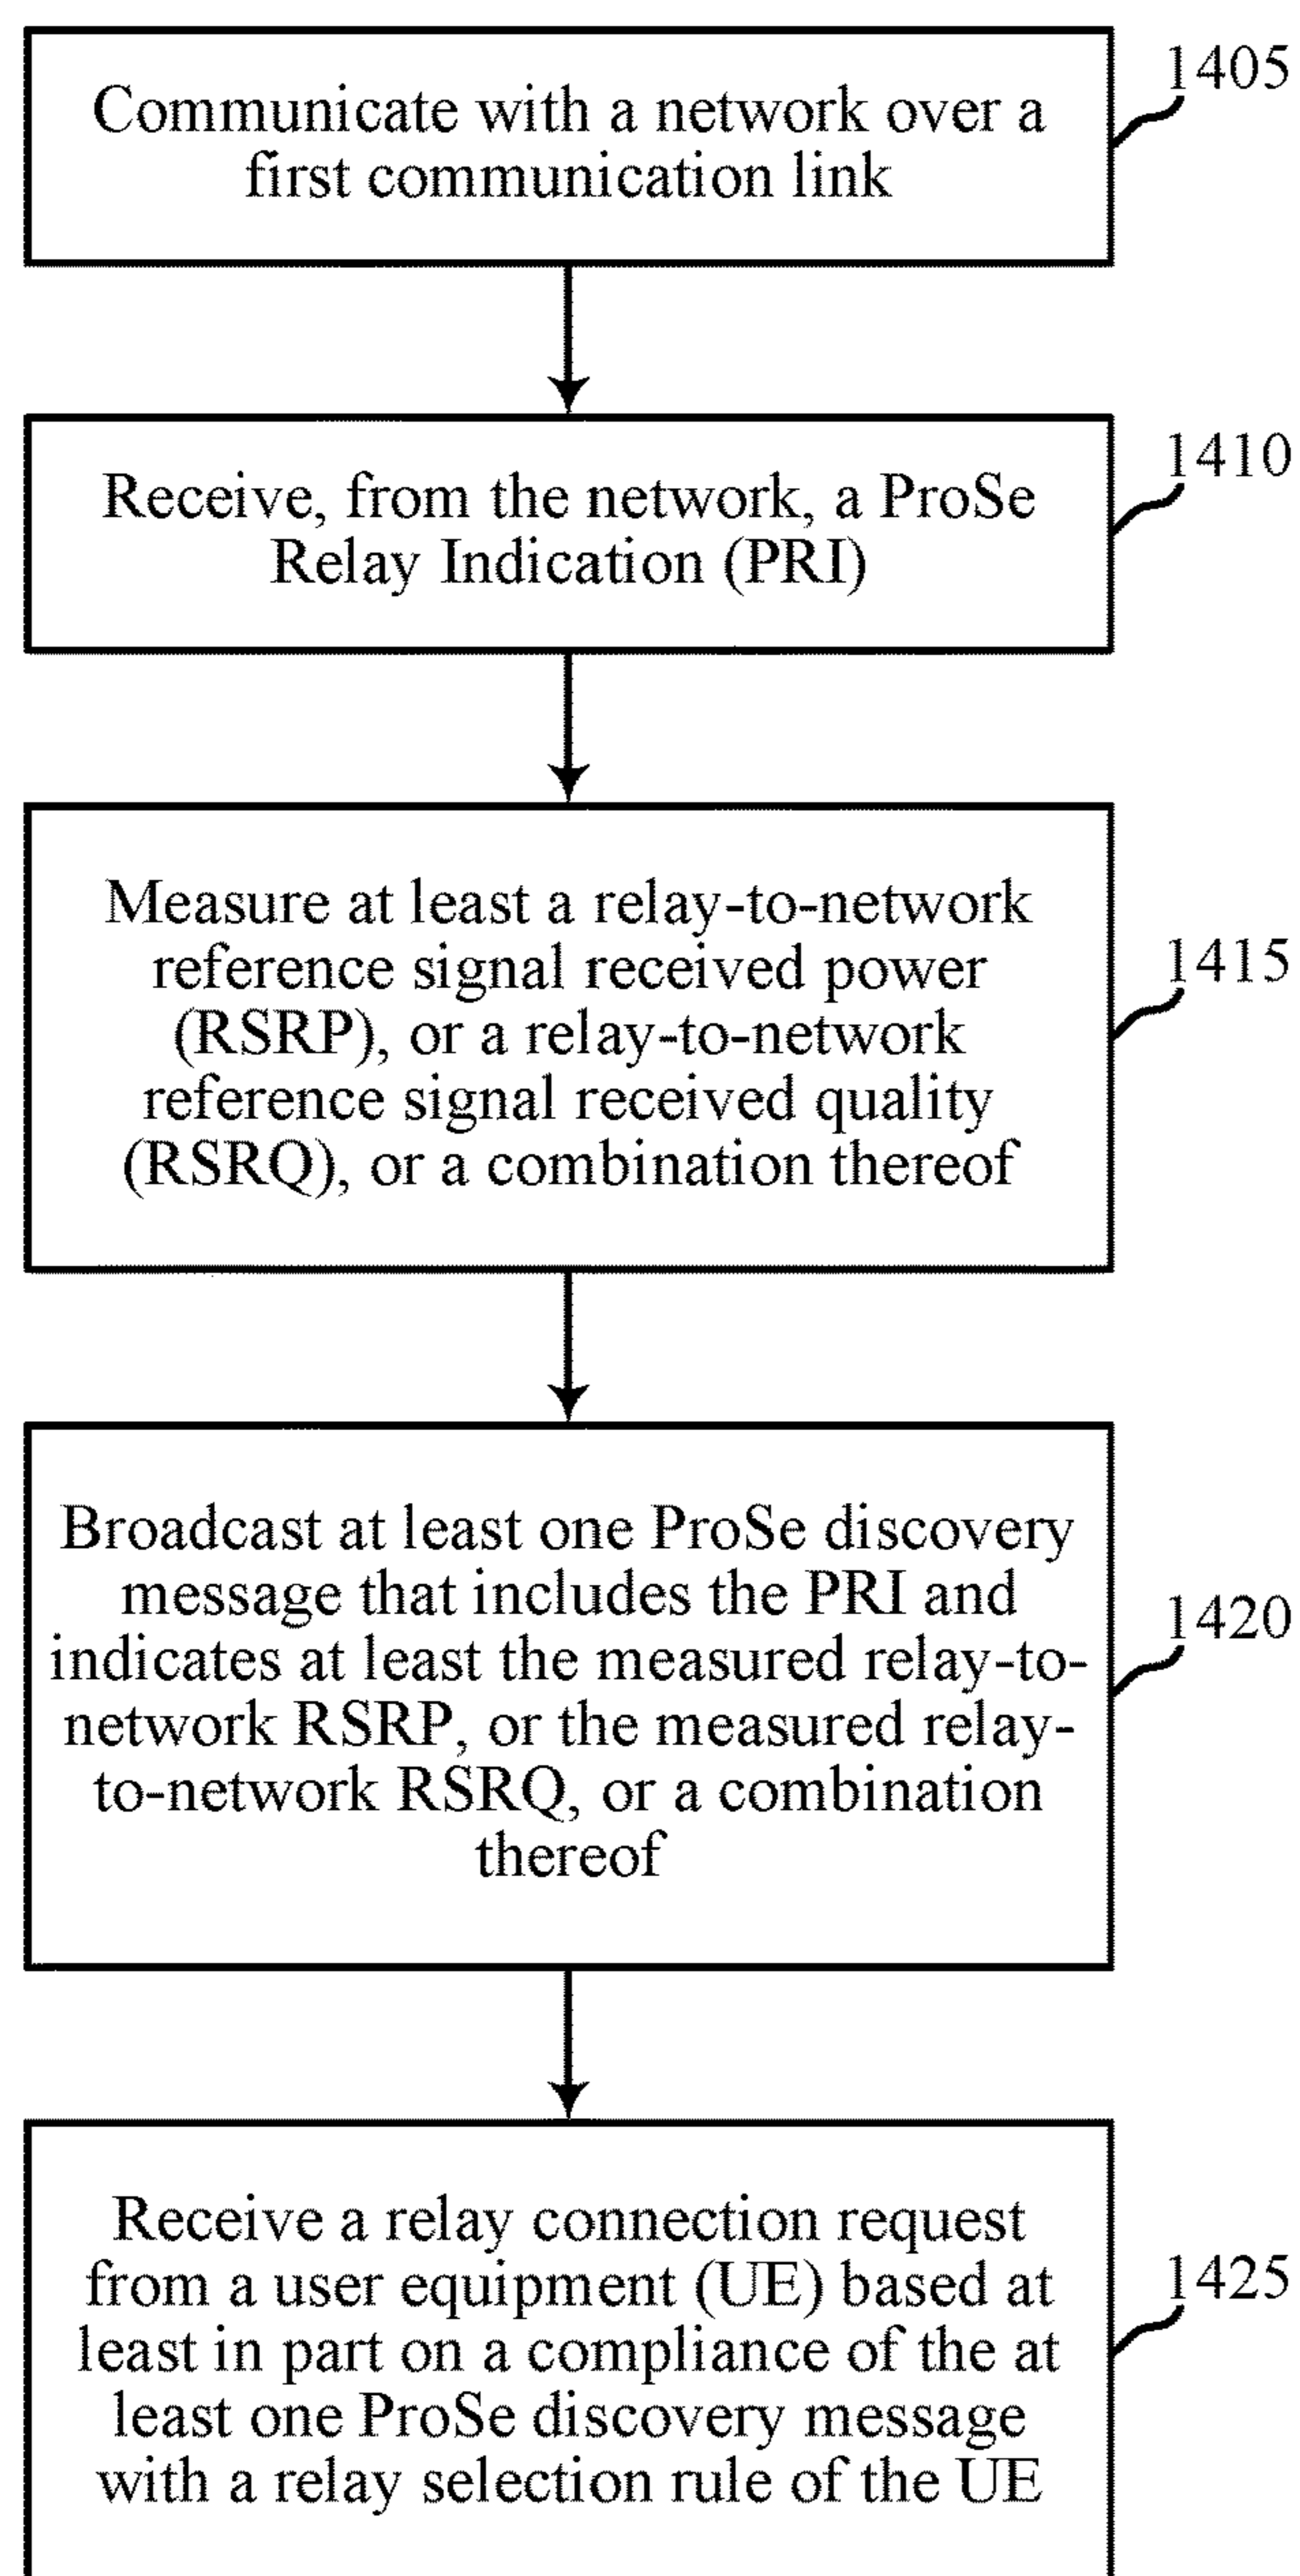 Communicate with a network over a
first communication link
1405
Receive, from the network, a ProSe
Relay Indication (PRI)
1410
Measure at least a relay-to-network
reference signal received power
(RSRP), or a relay-to-network
reference signal received quality
(RSRQ), or a combination thereof
1415
Broadcast at least one ProSe discovery
message that includes the PRI and
indicates at least the measured relay-to-
network RSRP, or the measured relay-
to-network RSRQ, or a combination
thereof
1420
Receive a relay connection request
from a user equipment (UE) based at
least in part on a compliance of the at
least one ProSe discovery message
with a relay selection rule of the UE
1425